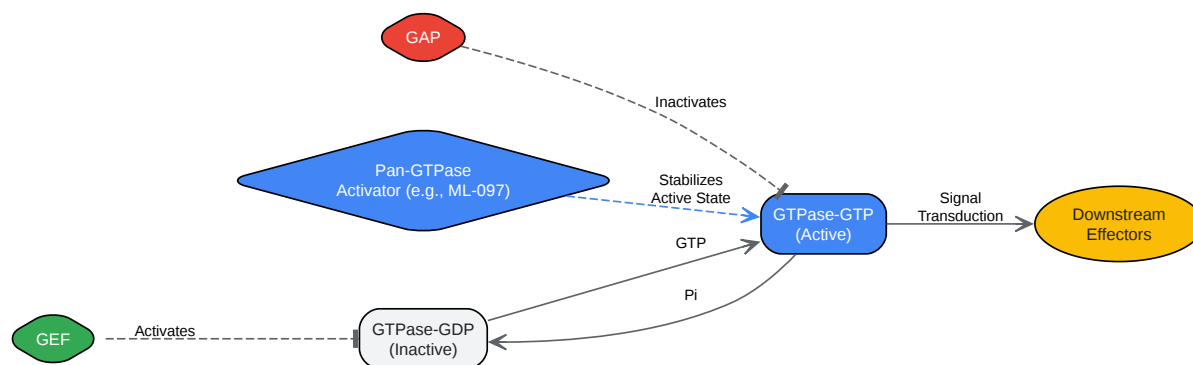 GAP
Inactivates
Pan-GTPase
Activator (e.g., ML-097)
Stabilizes
Active State
GTPase-GTP
(Active)
Signal
Transduction
Downstream
Effectors
GTP
Pi
GEF
Activates
GTPase-GDP
(Inactive)